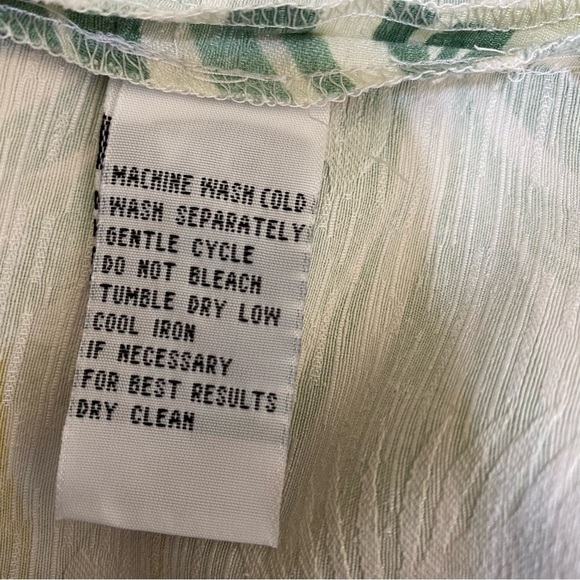 MACHINE WASH COLD
WASH SEPARATELY
GENTLE CYCLE
DO NOT BLEACH
TUMBLE DRY LOW
COOL IRON
IF NECESSARY
FOR BEST RESULTS
DRY CLEAN